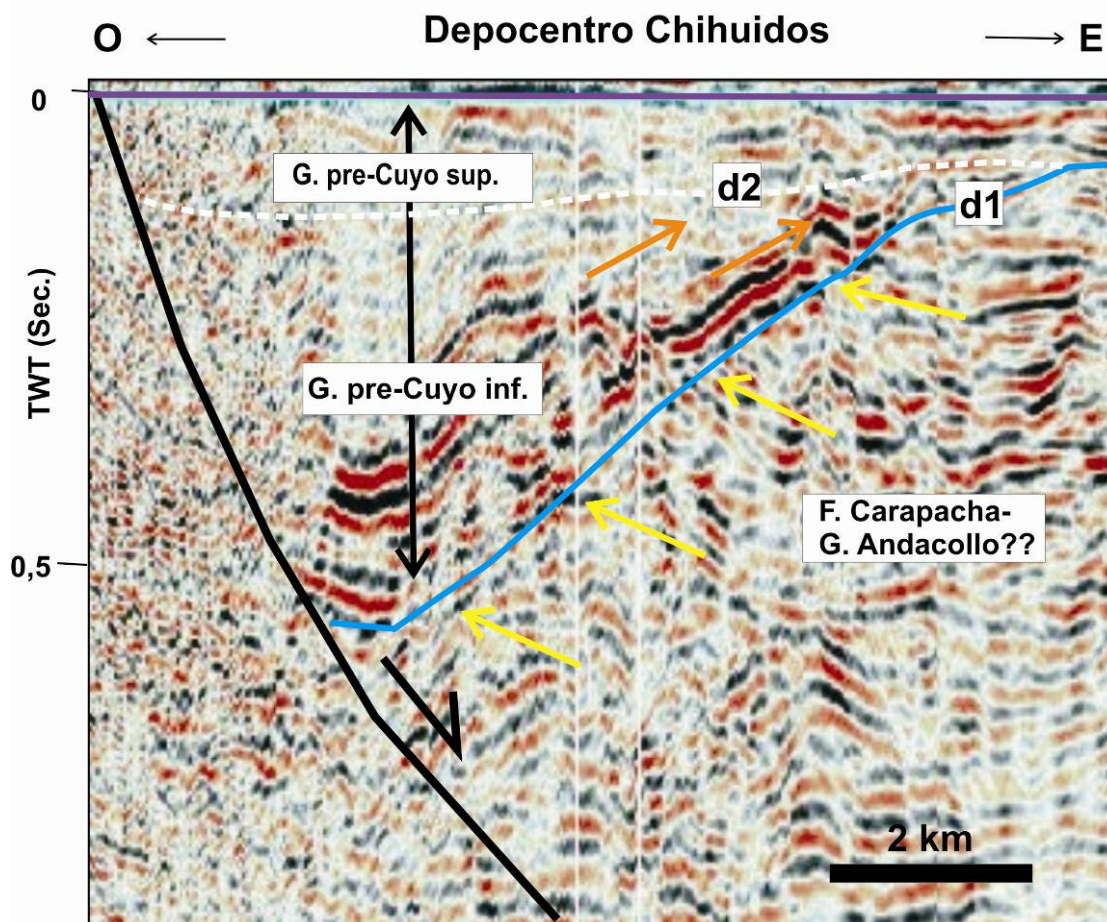 Depocentro Chihuidos
O
E
0
G. pre-Cuyo sup.
d2
d1
TWT (Sec.)
G. pre-Cuyo inf.
F. Carapacha-
G. Andacollo??
0,5
2 km